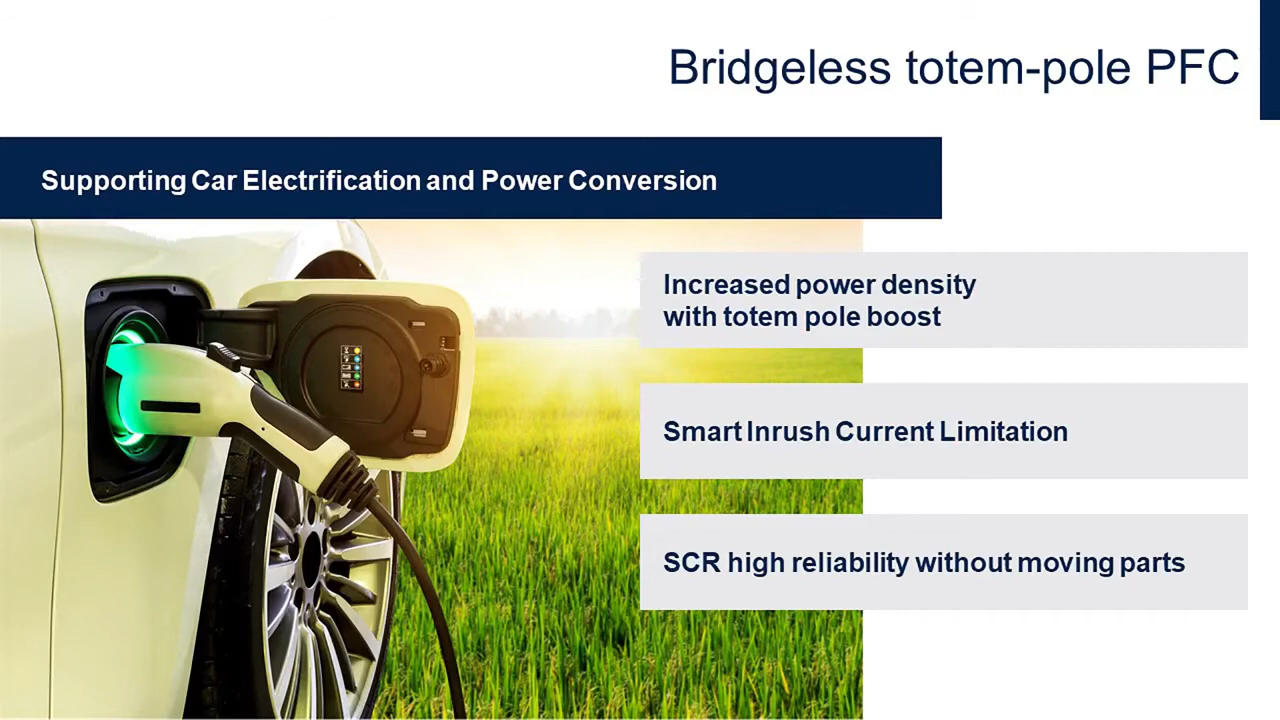 Bridgeless totem-pole PFC
Supporting Car Electrification and Power Conversion
Increased power density
with totem pole boost
Smart Inrush Current Limitation
SCR high reliability without moving parts